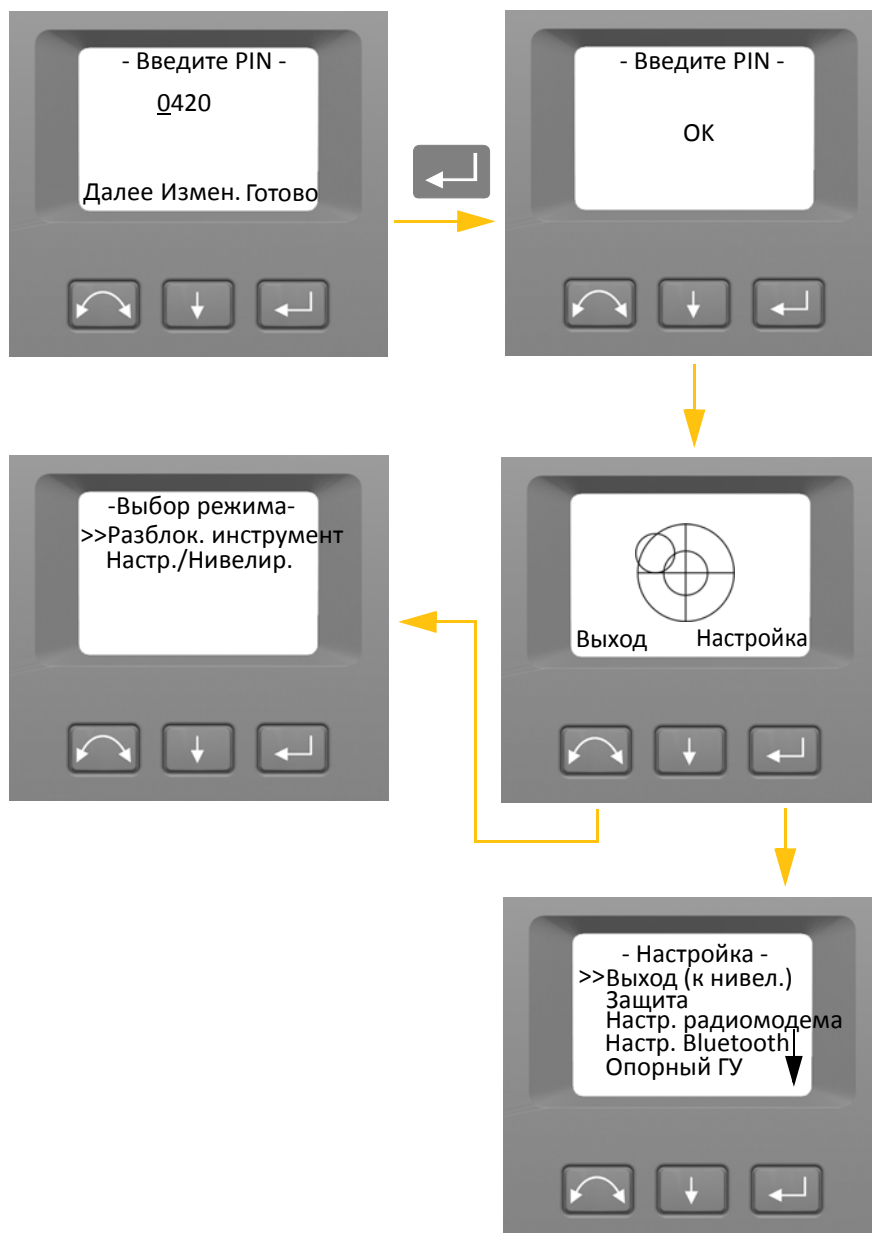 - Введите PIN -
0420
Далее Измен. Готово
- Введите PIN -
OK
-Выбор режима-
>>Разблок. инструмент
Настр./Нивелир.
Выход Настройка
- Настройка -
>>Выход (к нивел.)
Защита
Настр. радиомодема
Настр. Bluetooth
Опорный ГУ